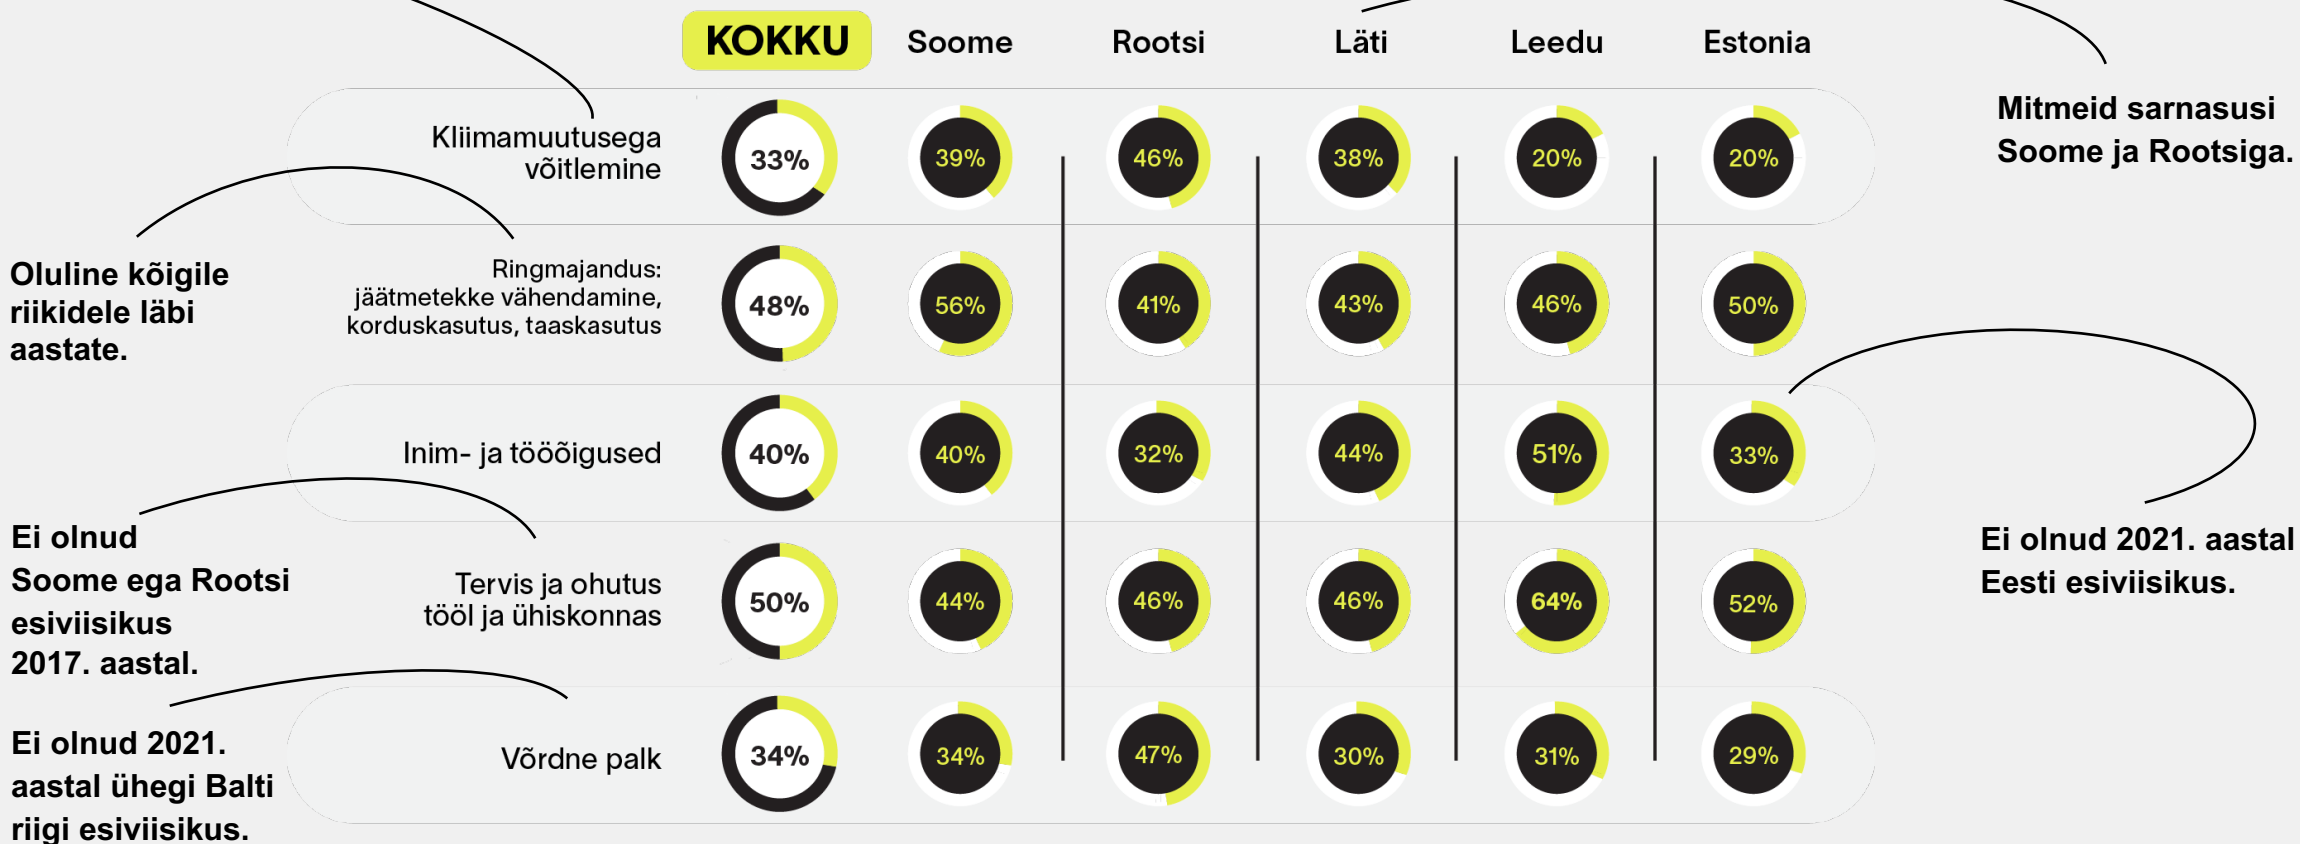 KOKKU Soome Rootsi Läti Leedu Estonia
Kliimamuutusega
võitlemine
33% 39% 46% 38% 20% 20%
Mitmeid sarnasusi
Soome ja Rootsiga.
Oluline kõigile
riikidele läbi
aastate.
Ringmajandus:
jäätmetekke vähendamine,
korduskasutus, taaskasutus
48% 56% 41% 43% 46% 50%
Inim- ja tööõigused
40% 40% 32% 44% 51% 33%
Ei olnud 2021. aastal
Eesti esiviisikus.
Ei olnud
Soome ega Rootsi
esiviisikus
2017. aastal.
Tervis ja ohutus
tööl ja ühiskonnas
50% 44% 46% 46% 64% 52%
Ei olnud 2021.
aastal ühegi Balti
riigi esiviisikus.
Võrdne palk
34% 34% 47% 30% 31% 29%